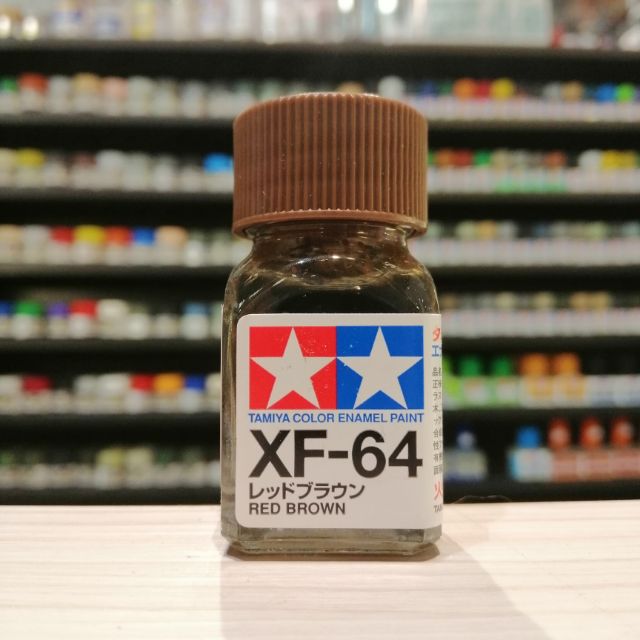 TAMIYA COLOR ENAMEL PAINT
XF-64
レッドブラウン
RED BROWN